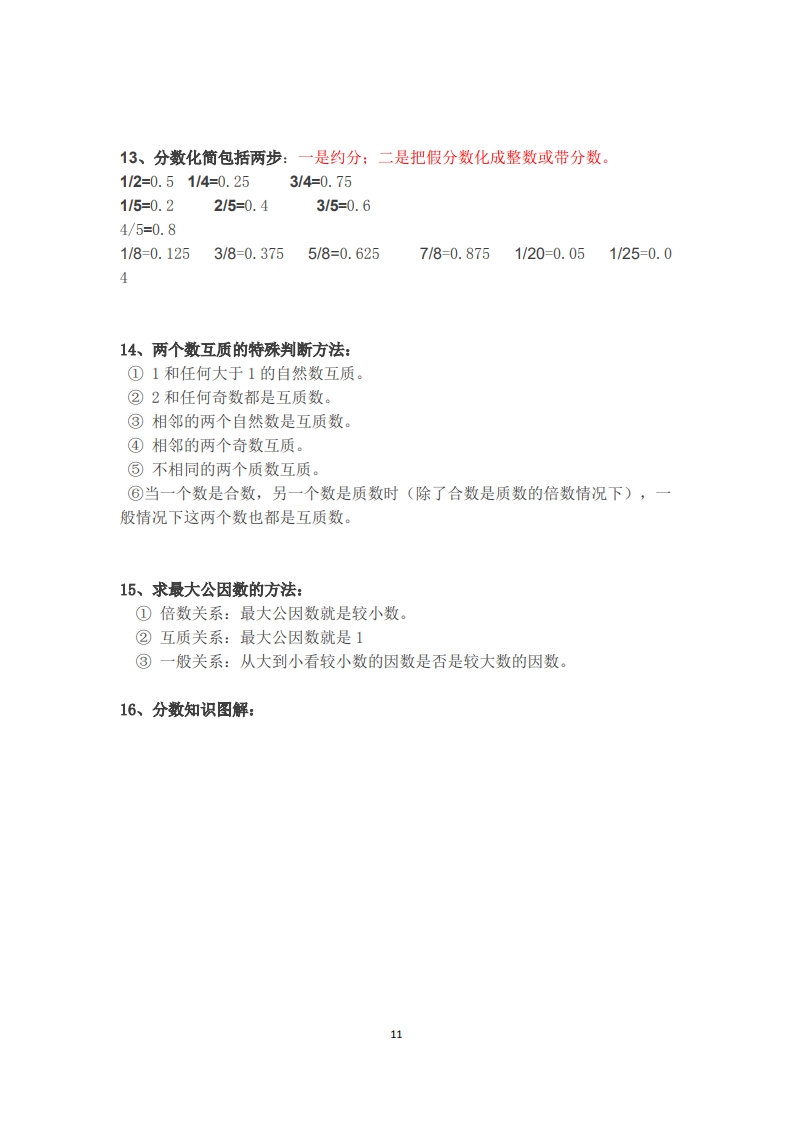 13、分数化简包括两步：一是约分；二是把假分数化成整数或带分数。
1/2=0.5 1/4=0.25 3/4=0.75
1/5=0.2 2/5=0.4 3/5=0.6
4/5=0.8
1/8=0.125 3/8=0.375 5/8=0.625 7/8=0.875 1/20=0.05 1/25=0.0
4
14、两个数互质的特殊判断方法：
① 1 和任何大于 1 的自然数互质。
② 2 和任何奇数都是互质数。
③ 相邻的两个自然数是互质数。
④ 相邻的两个奇数互质。
⑤ 不相同的两个质数互质。
⑥当一个数是合数，另一个数是质数时（除了合数是质数的倍数情况下），一
般情况下这两个数也都是互质数。
15、求最大公因数的方法：
① 倍数关系：最大公因数就是较小数。
② 互质关系：最大公因数就是 1
③ 一般关系：从大到小看较小数的因数是否是较大数的因数。
16、分数知识图解：
11